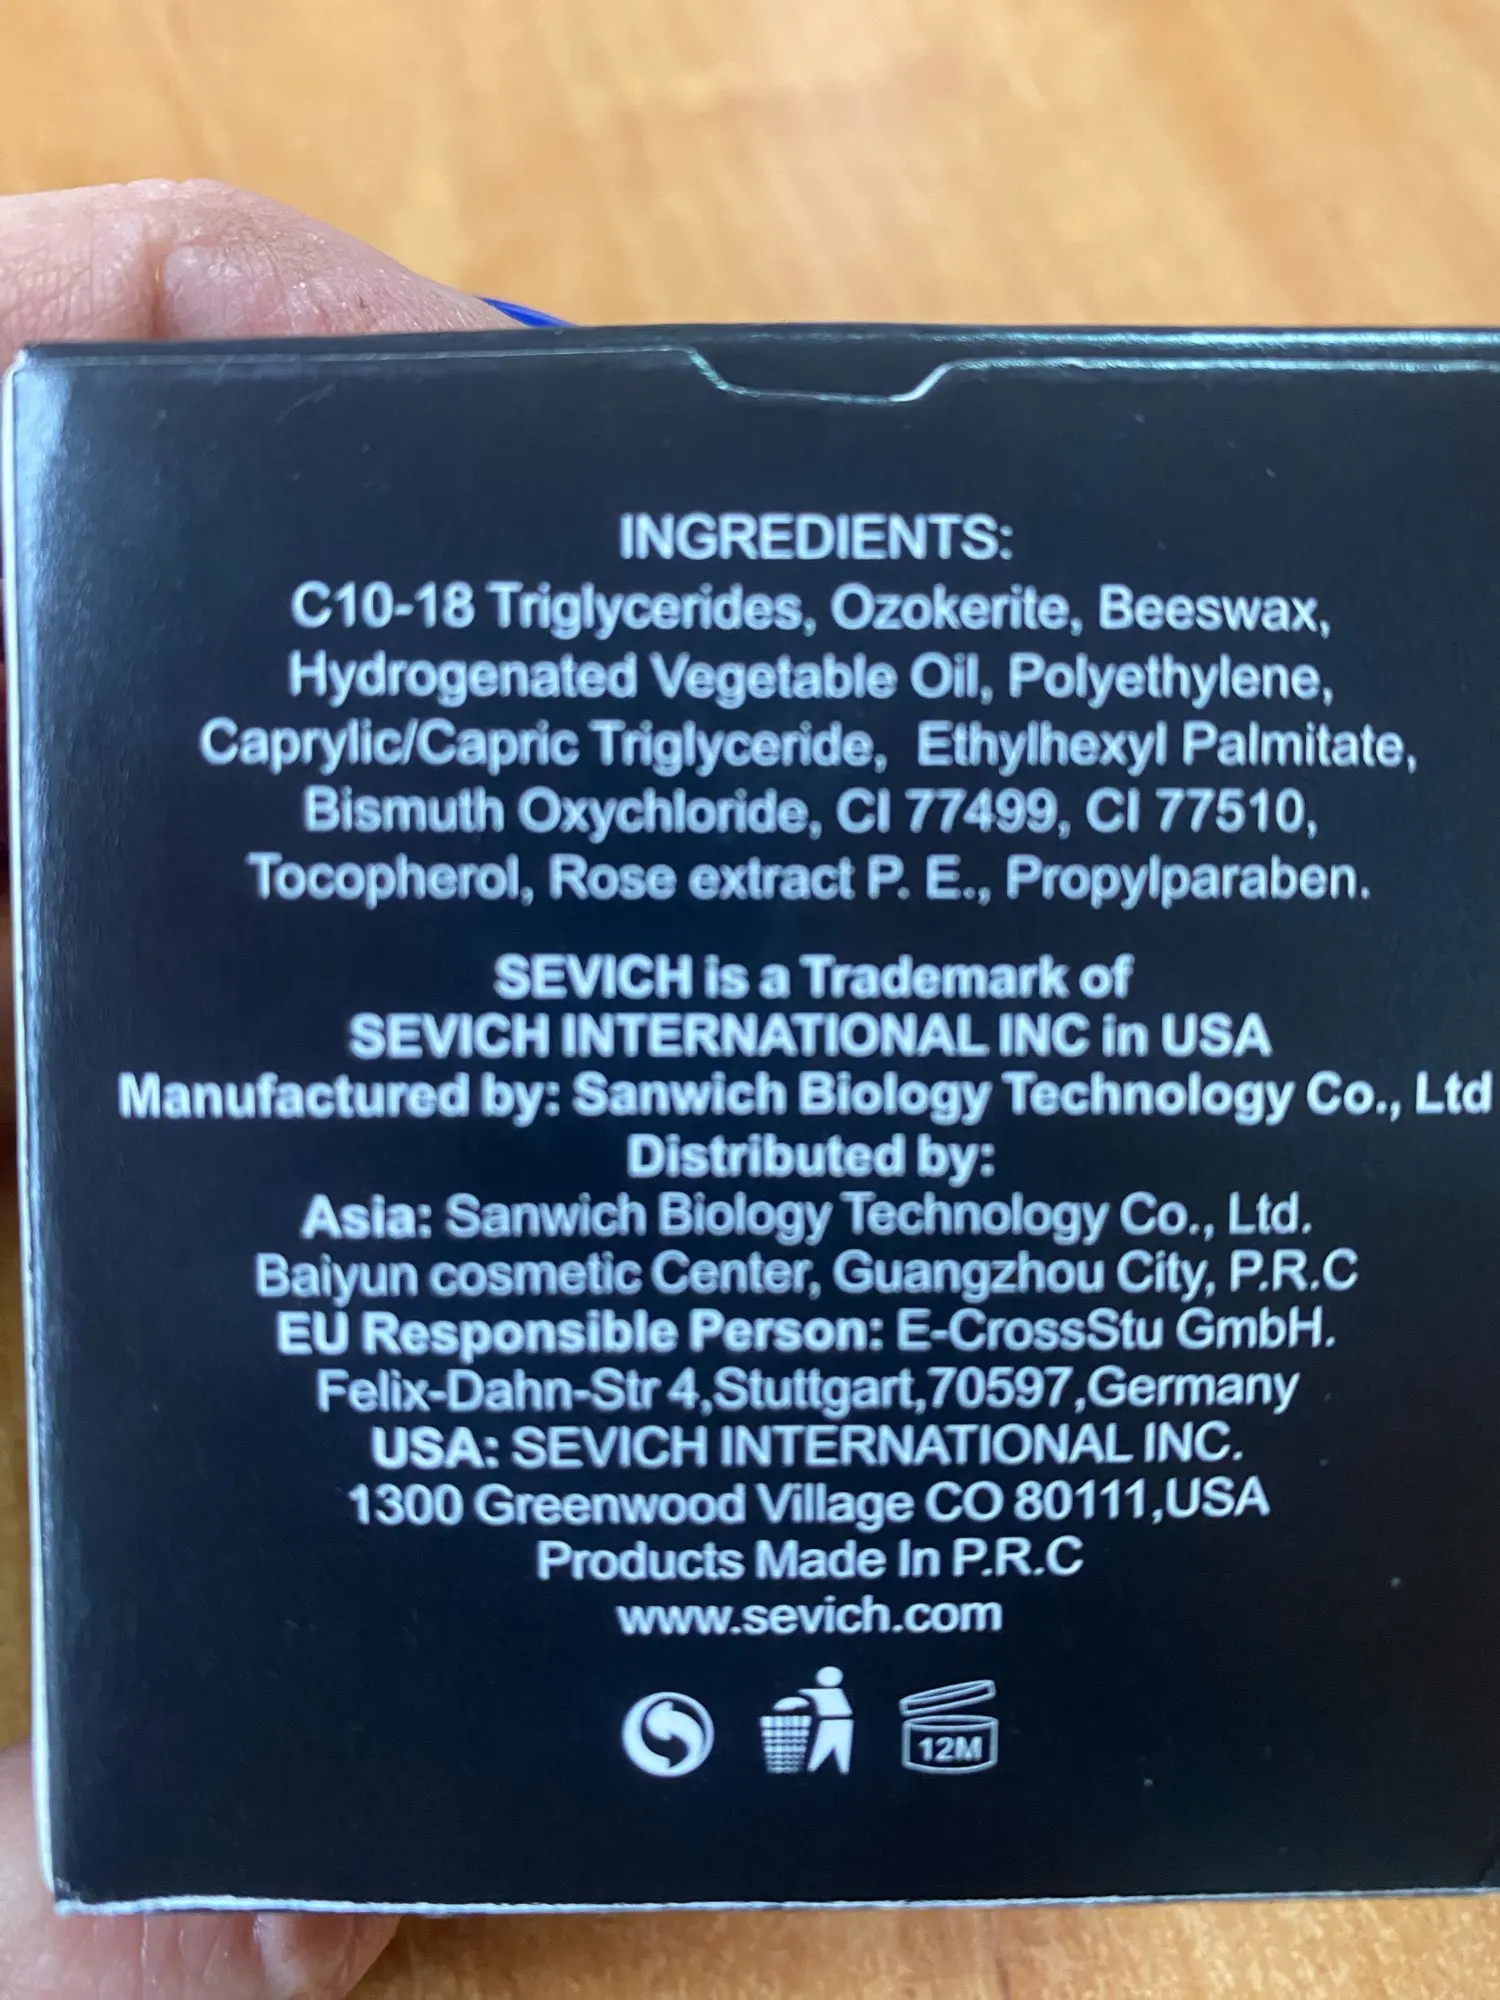 INGREDIENTS:
C10-18 Triglycerides, Ozokerite, Beeswax,
Hydrogenated Vegetable Oil, Polyethylene,
Caprylic/Capric Triglyceride, Ethylhexyl Palmitate,
Bismuth Oxychloride, CI 77499, CI 77510,
Tocopherol, Rose extract P. E., Propylparaben.
SEVICH is a Trademark of
SEVICH INTERNATIONAL INC in USA
Manufactured by: Sanwich Biology Technology Co., Ltd
Distributed by:
Asia: Sanwich Biology Technology Co., Ltd.
Baiyun cosmetic Center, Guangzhou City, P.R.C
EU Responsible Person: E-CrossStu GmbH.
Felix-Dahn-Str 4,Stuttgart,70597,Germany
USA: SEVICH INTERNATIONAL INC.
1300 Greenwood Village CO 80111,USA
Products Made In P.R.C
www.sevich.com
12M